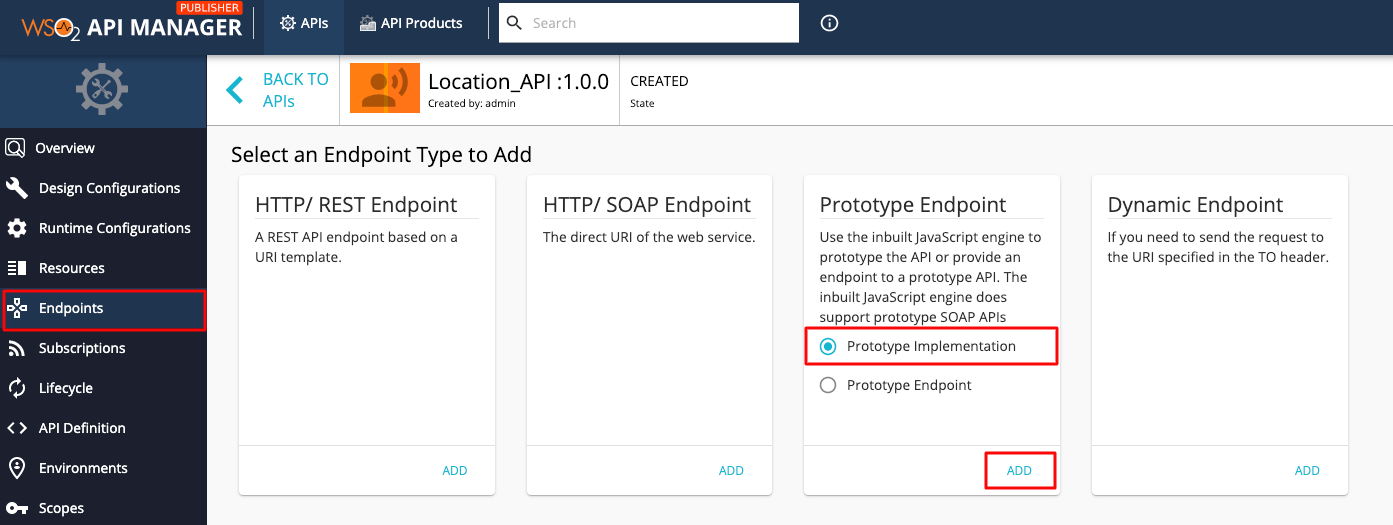 PUBLISHER
WSO2 API MANAGER
APIs
API Products
Search
BACK TO
APIs
Location_API :1.0.0
Created by: admin
CREATED
State
Overview
Design Configurations
Runtime Configurations
Resources
Endpoints
Subscriptions
Lifecycle
API Definition
Environments
Scopes
Select an Endpoint Type to Add
HTTP/ REST Endpoint
A REST API endpoint based on a
URI template.
ADD
HTTP/ SOAP Endpoint
The direct URI of the web service.
ADD
Prototype Endpoint
Use the inbuilt JavaScript engine to
prototype the API or provide an
endpoint to a prototype API. The
inbuilt JavaScript engine does
support prototype SOAP APIs
Prototype Implementation
Prototype Endpoint
ADD
Dynamic Endpoint
If you need to send the request to
the URI specified in the TO header.
ADD